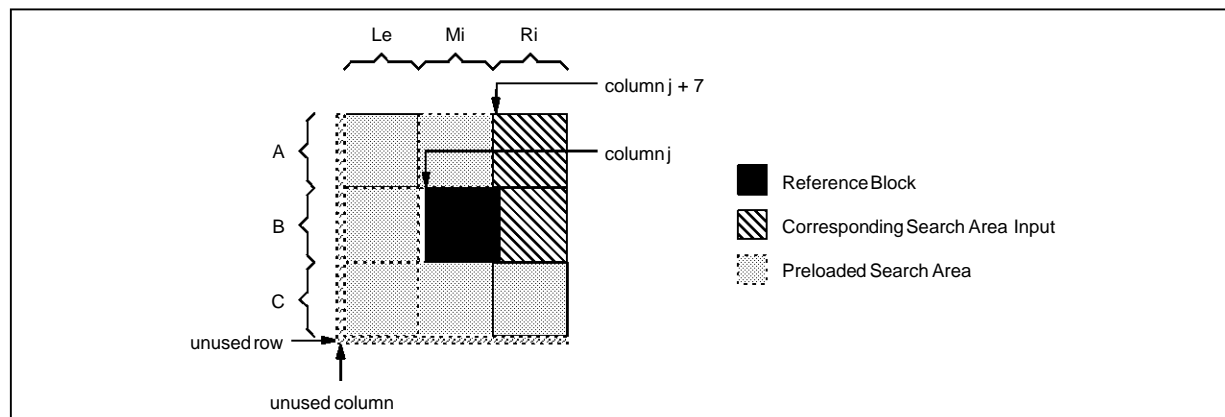 Le Mi Ri
column j + 7
A
column j
B
Reference Block
Corresponding Search Area Input
Preloaded Search Area
C
unused row
unused column